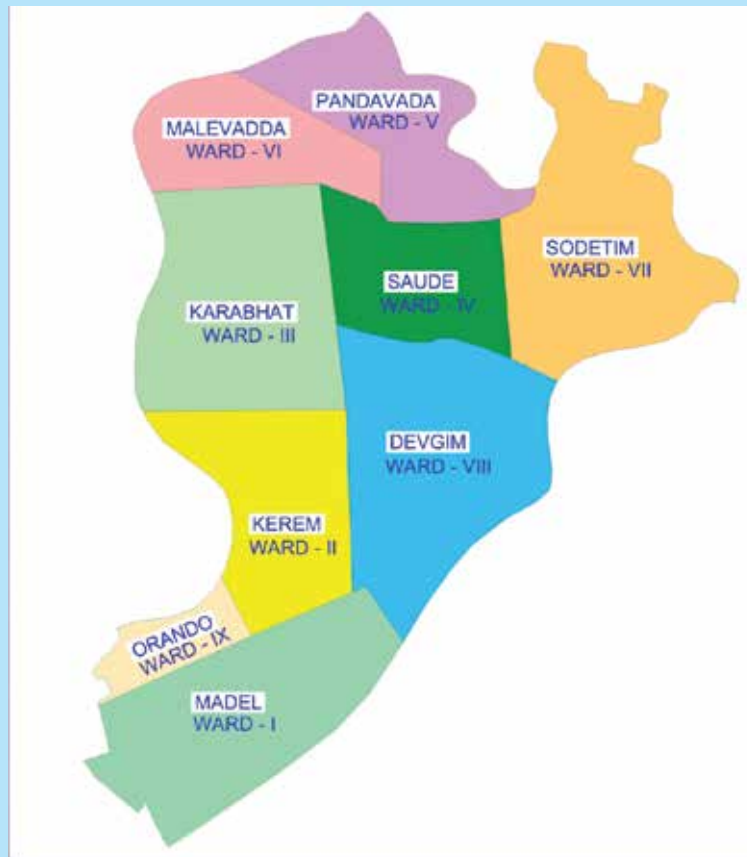 PANDAVADA
WARD - V
MALEVADDA
WARD - VI
SODETIM
WARD - VII
SAUDE
WARD - IV
KARABHAT
WARD - III
DEVGIM
WARD - VIII
KEREM
WARD - II
ORANDO
WARD - IX
MADEL
WARD - I